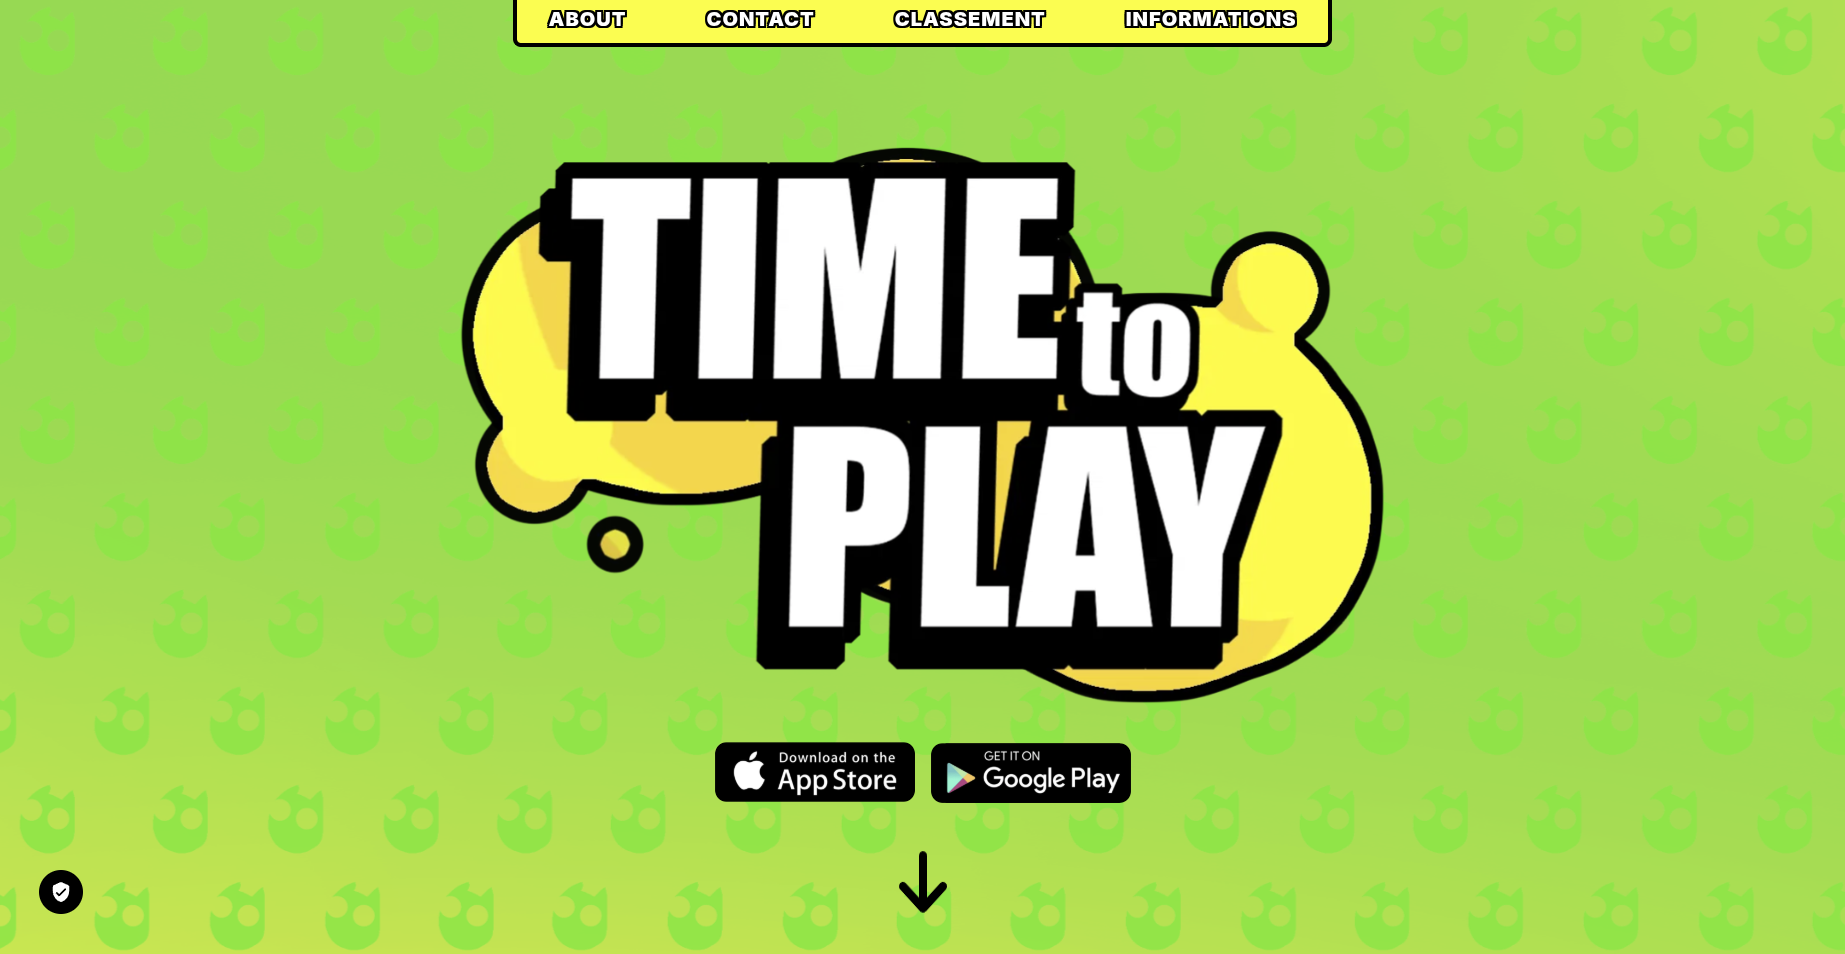 ABOUT CONTACT CLASSEMENT INFORMATIONS
TIME to
PLAY
Download on the
App Store
GET IT ON
Google Play